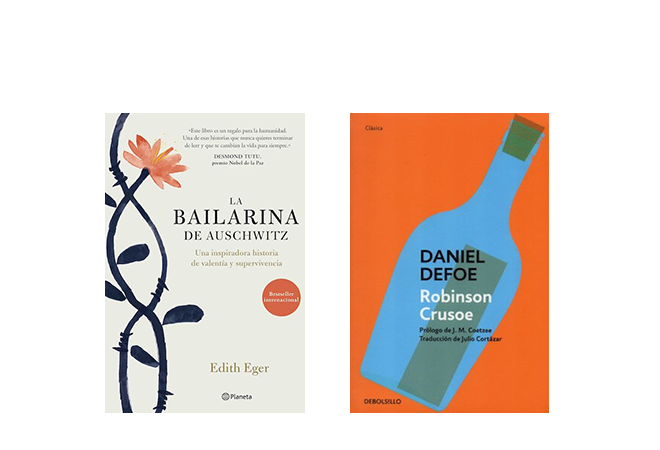 «Este libro es un regalo para la humanidad.
Una de esas historias que nunca quieres terminar
de leer y que te cambian la vida para siempre.»
DESMOND TUTU,
premio Nobel de la Paz
LA
BAILARINA
DE AUSCHWITZ
Una inspiradora historia
de valentía y supervivencia
Bestseller
internacional
Edith Eger
Planeta
Clásica
DANIEL
DEFOE
Robinson
Crusoe
Prólogo de J. M. Coetzee
Traducción de Julio Cortázar
DEBOLSILLO